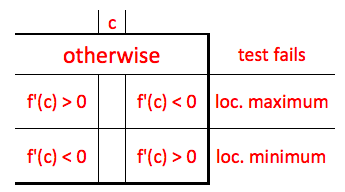 c
otherwise test fails
f'(c) > 0 f'(c) < 0 loc. maximum
f'(c) < 0 f'(c) > 0 loc. minimum